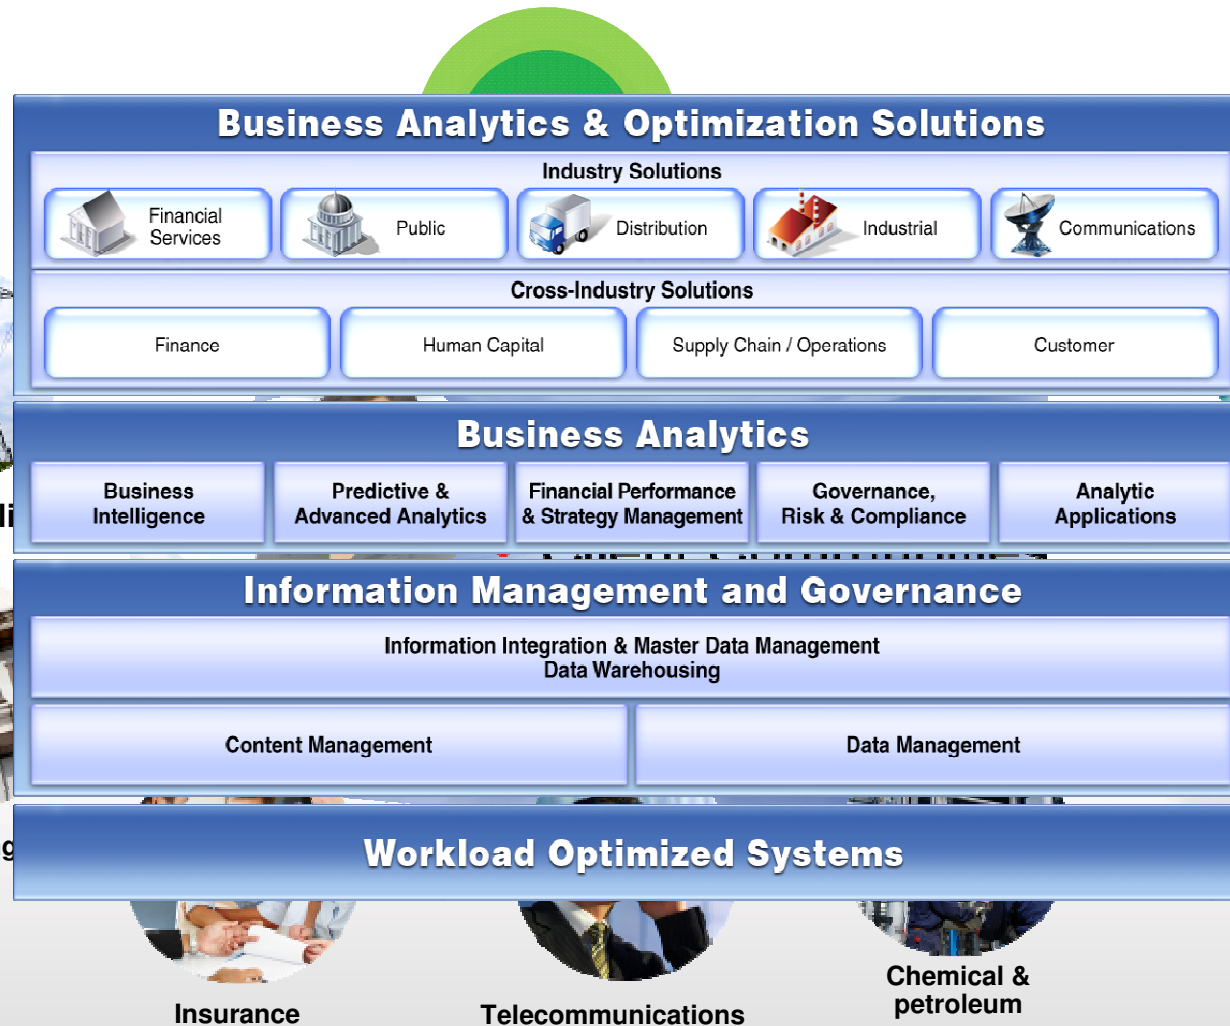 Business Analytics & Optimization Solutions
Industry Solutions
Financial
Services
Public
Distribution
Industrial
Communications
Cross-Industry Solutions
Finance
Human Capital
Supply Chain / Operations
Customer
Business Analytics
Business
Intelligence
Predictive &
Advanced Analytics
Financial Performance
& Strategy Management
Governance,
Risk & Compliance
Analytic
Applications
Information Management and Governance
Information Integration & Master Data Management
Data Warehousing
Content Management
Data Management
Workload Optimized Systems
Insurance
Telecommunications
Chemical &
petroleum